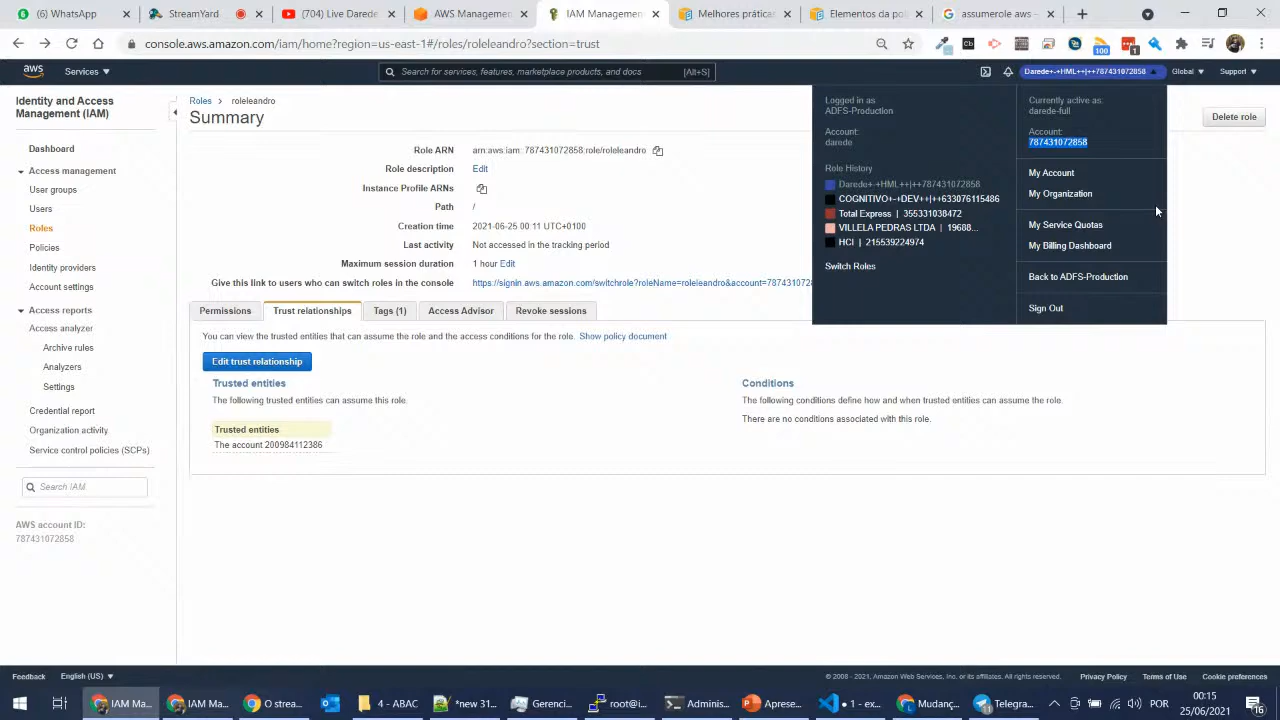 (6) WhatsA
StreamYard
(704) Live Darede
AWS Managemen
IAM Managemen
Melhores prática
Elementos da pol
assumerole aws -
console.aws.amazon
/iam/home?region=us-east-1#/roles/roleleandro?section=trust
100
1
aws
Services
Search for services, features, marketplace products, and docs
[Alt+S]
Darede+-+HML++|++787431072858
Global
Support
Identity and Access
Management (IAM)
Dashboard
Access management
User groups
Users
Roles
Policies
Identity providers
Account settings
Access reports
Access analyzer
Archive rules
Analyzers
Settings
Credential report
Organization activity
Service control policies (SCPs)
Search IAM
AWS account ID:
787431072858
Roles
roleleandro
Summary
Delete role
Role ARN
arn:aws:iam::787431072858:role/roleleandro
Role description
Edit
Instance Profile ARNs
Path
/
Creation time
2021-06-25 00:11 UTC+0100
Last activity
Not accessed in the tracking period
Maximum session duration
1 hour Edit
Give this link to users who can switch roles in the console
https://signin.aws.amazon.com/switchrole?roleName=roleleandro&account=7874310728
Logged in as
ADFS-Production
Account:
darede
Role History
Darede+-+HML++|++787431072858
COGNITIVO+-+DEV++|++633076115486
Total Express | 355331038472
VILLELA PEDRAS LTDA | 19688...
HCI | 215539224974
Switch Roles
Currently active as:
darede-full
Account:
787431072858
My Account
My Organization
My Service Quotas
My Billing Dashboard
Back to ADFS-Production
Sign Out
Permissions
Trust relationships
Tags (1)
Access Advisor
Revoke sessions
You can view the trusted entities that can assume the role and the access conditions for the role. Show policy document
Edit trust relationship
Trusted entities
The following trusted entities can assume this role.
Trusted entities
The account 200984112386
Conditions
The following conditions define how and when trusted entities can assume the role.
There are no conditions associated with this role.
Feedback
English (US)
© 2008 - 2021, Amazon Web Services, Inc. or its affiliates. All rights reserved.
Privacy Policy
Terms of Use
Cookie preferences
IAM Ma...
IAM Ma...
O strea...
4 - ABAC
*new 31...
Gerenci...
root@i...
Adminis...
Aprese...
● 1 - ex...
Mudanç...
Telegra...
POR
00:15
25/06/2021
16